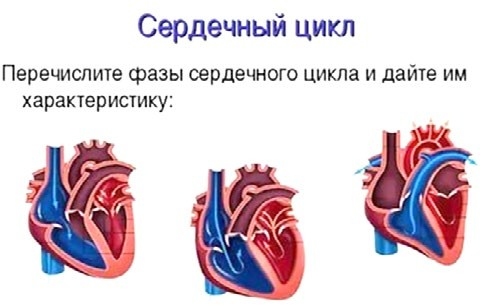 Сердечный цикл
Перечислите фазы сердечного цикла и дайте им
характеристику: